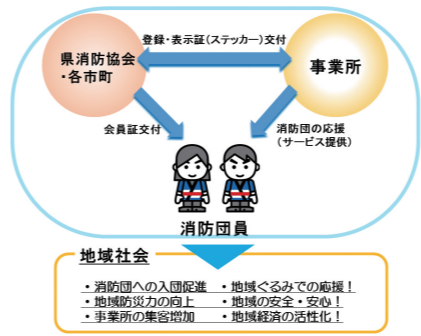 登録・表示証(ステッカー)交付
県消防協会
・各市町
事業所
会員証交付
消防団の応援
(サービス提供)
消防団員
地域社会
・消防団への入団促進 ・地域ぐるみでの応援!
・地域防災力の向上 ・地域の安全・安心!
・事業所の集客増加 ・地域経済の活性化!